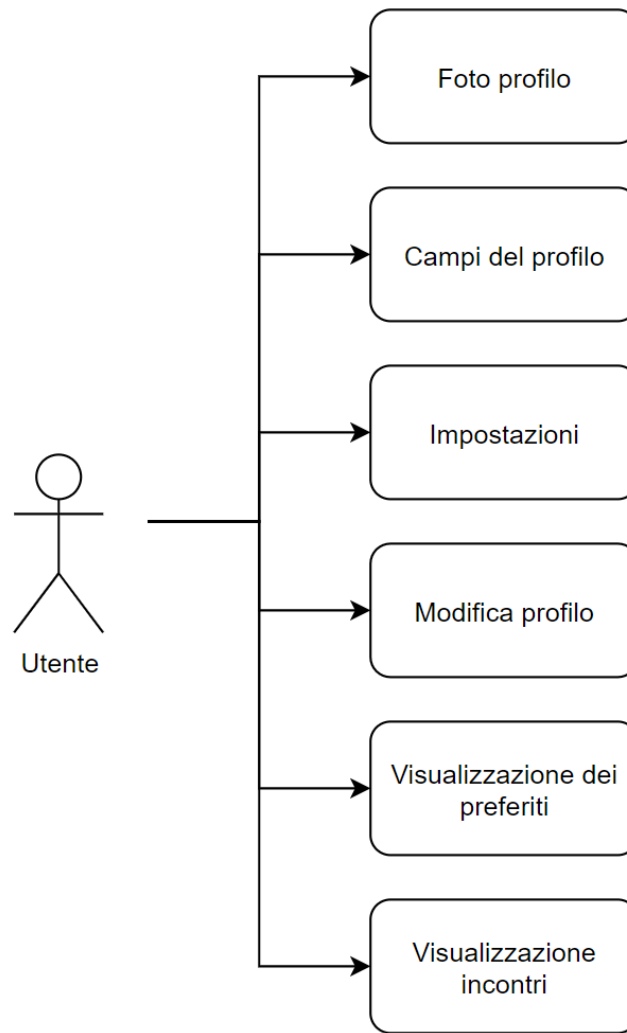 Foto profilo
Campi del profilo
Impostazioni
Modifica profilo
Utente
Visualizzazione dei
preferiti
Visualizzazione
incontri